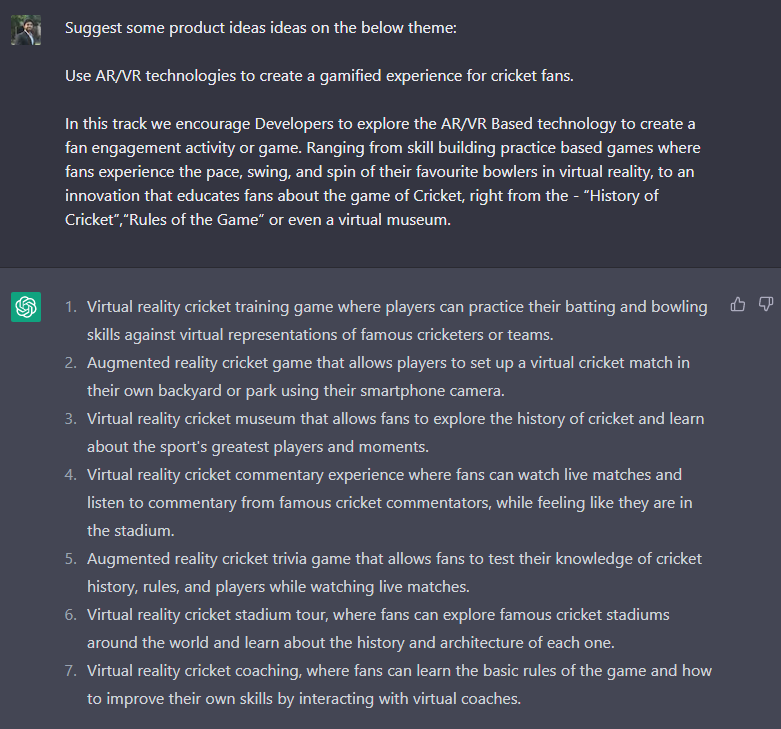 Suggest some product ideas ideas on the below theme:
Use AR/VR technologies to create a gamified experience for cricket fans.
In this track we encourage Developers to explore the AR/VR Based technology to create a
fan engagement activity or game. Ranging from skill building practice based games where
fans experience the pace, swing, and spin of their favourite bowlers in virtual reality, to an
innovation that educates fans about the game of Cricket, right from the - “History of
Cricket”,“Rules of the Game” or even a virtual museum.
1. Virtual reality cricket training game where players can practice their batting and bowling
skills against virtual representations of famous cricketers or teams.
2. Augmented reality cricket game that allows players to set up a virtual cricket match in
their own backyard or park using their smartphone camera.
3. Virtual reality cricket museum that allows fans to explore the history of cricket and learn
about the sport's greatest players and moments.
4. Virtual reality cricket commentary experience where fans can watch live matches and
listen to commentary from famous cricket commentators, while feeling like they are in
the stadium.
5. Augmented reality cricket trivia game that allows fans to test their knowledge of cricket
history, rules, and players while watching live matches.
6. Virtual reality cricket stadium tour, where fans can explore famous cricket stadiums
around the world and learn about the history and architecture of each one.
7. Virtual reality cricket coaching, where fans can learn the basic rules of the game and how
to improve their own skills by interacting with virtual coaches.